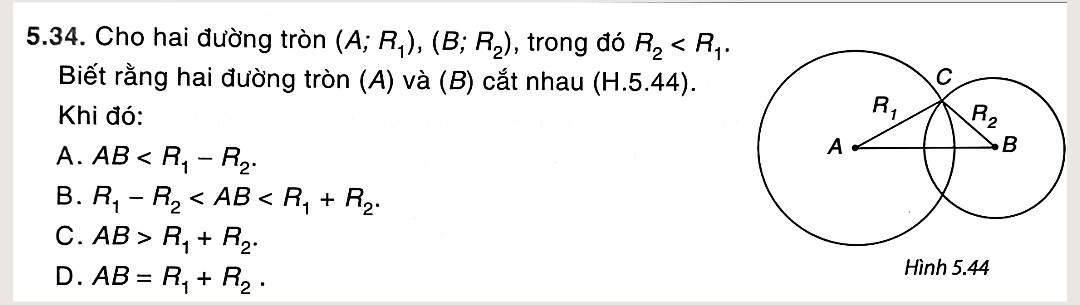 5.34. Cho hai đường tròn (A; R₁), (B; R₂), trong đó R₂ < R₁.
Biết rằng hai đường tròn (A) và (B) cắt nhau (H.5.44).
Khi đó:
A. AB < R₁ – R₂.
B. R₁ – R₂ < AB < R₁ + R₂.
C. AB > R₁ + R₂.
D. AB = R₁ + R₂ .
C
R₁
R₂
A
B
Hình 5.44